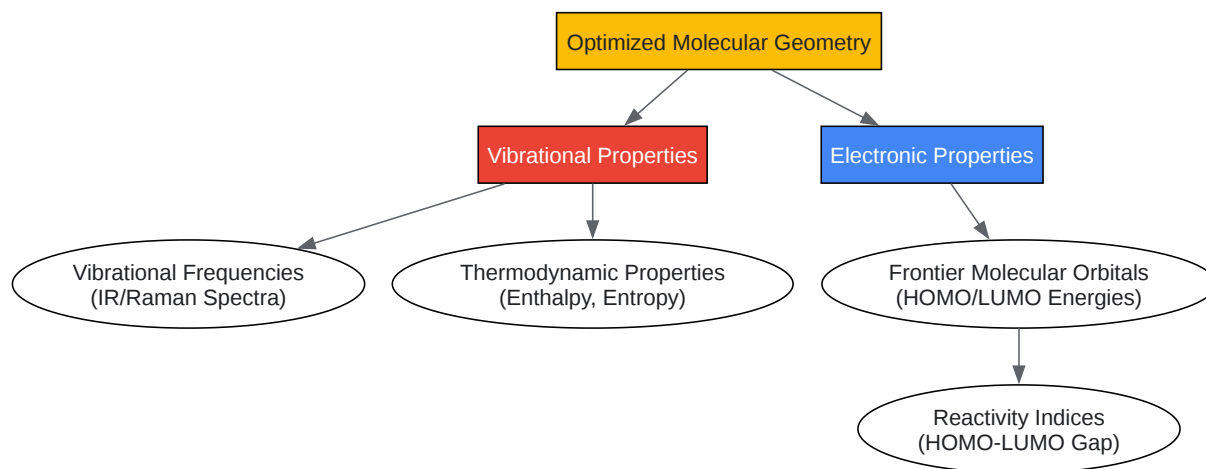 Optimized Molecular Geometry
Vibrational Properties
Electronic Properties
Vibrational Frequencies
(IR/Raman Spectra)
Thermodynamic Properties
(Enthalpy, Entropy)
Frontier Molecular Orbitals
(HOMO/LUMO Energies)
Reactivity Indices
(HOMO-LUMO Gap)